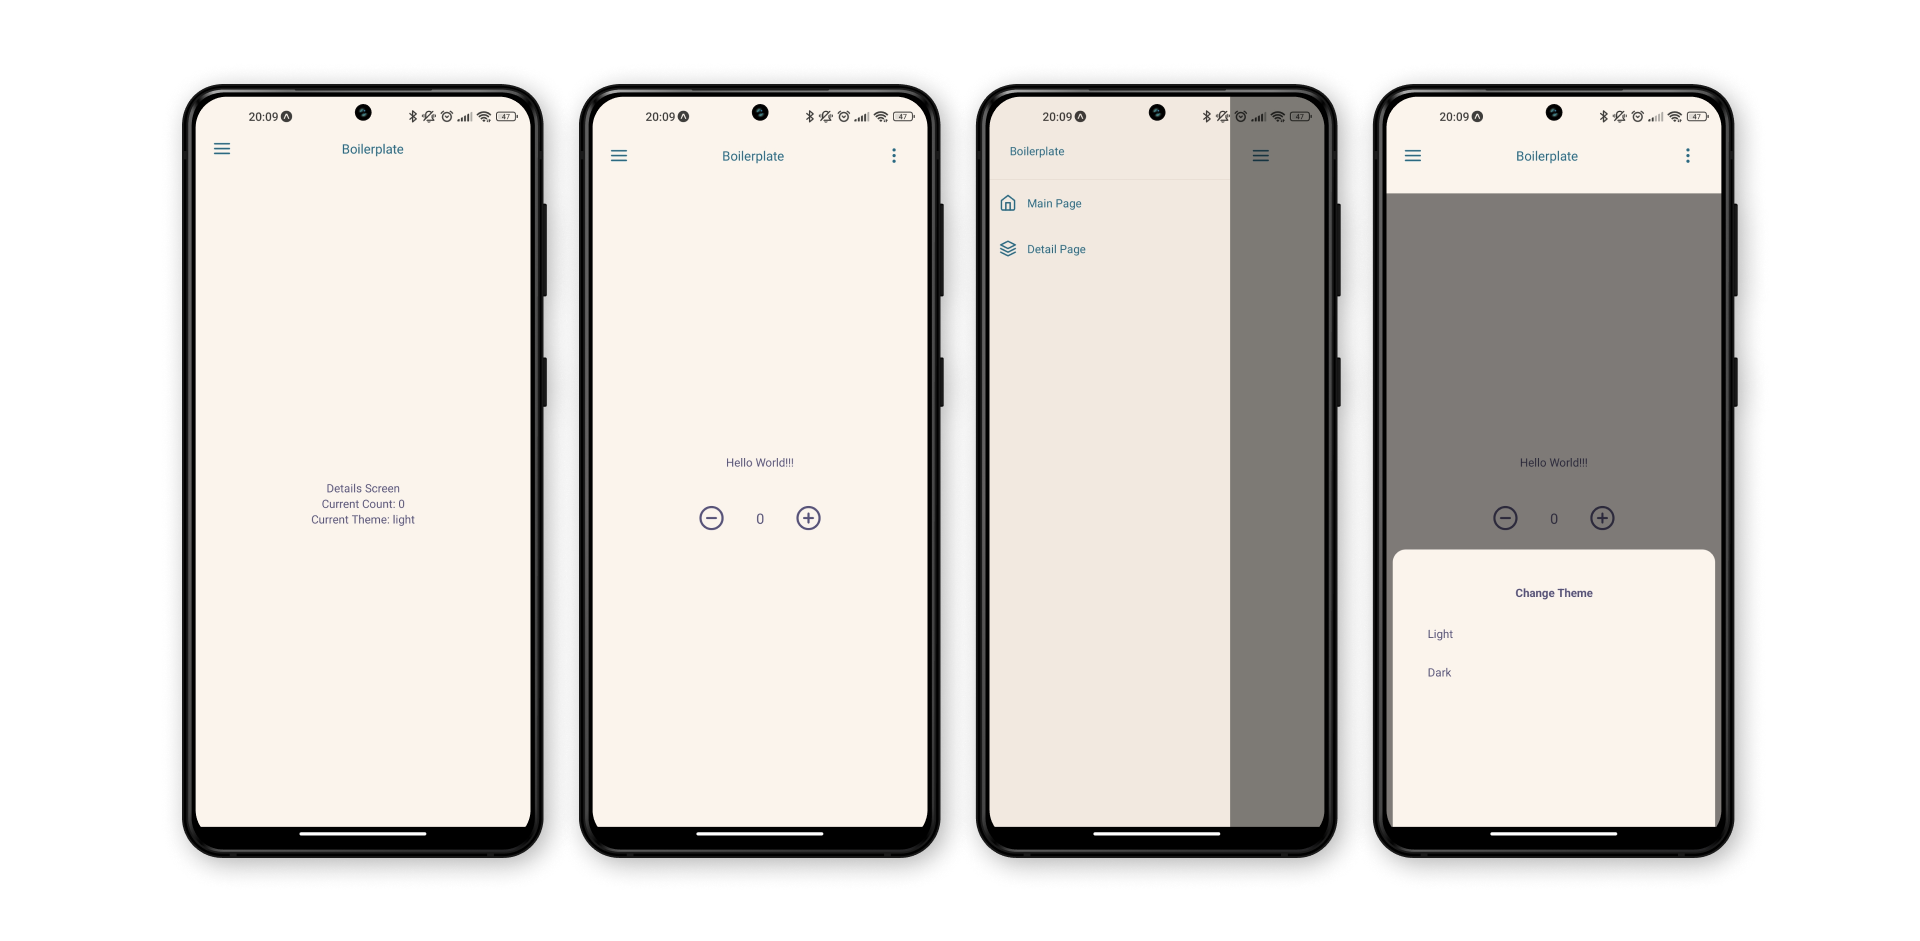 20:09
47
Boilerplate
Details Screen
Current Count: 0
Current Theme: light
20:09
47
Boilerplate
Hello World!!!
0
20:09
47
Boilerplate
Main Page
Detail Page
20:09
47
Boilerplate
Hello World!!!
0
Change Theme
Light
Dark